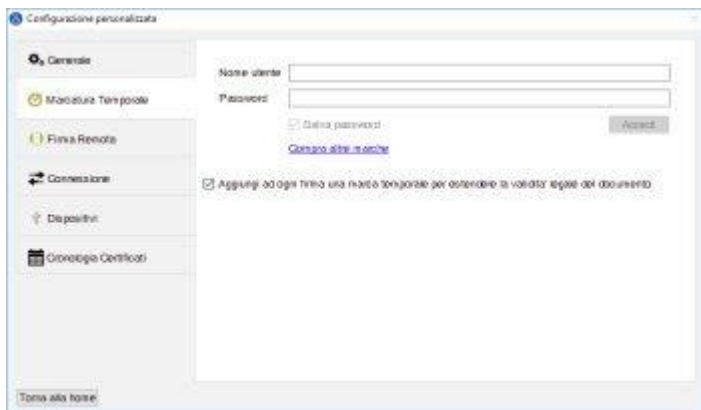 Configurazione personalizzata
Generale
Marcatura Temporale
Firma Remota
Connessione
Dispositivi
Cronologia Certificati
Nome utente
Password
Salva password
Accedi
Compra altre marche
Aggiungi ad ogni firma una marca temporale per estendere la validita' legale del documento
Torna alla home